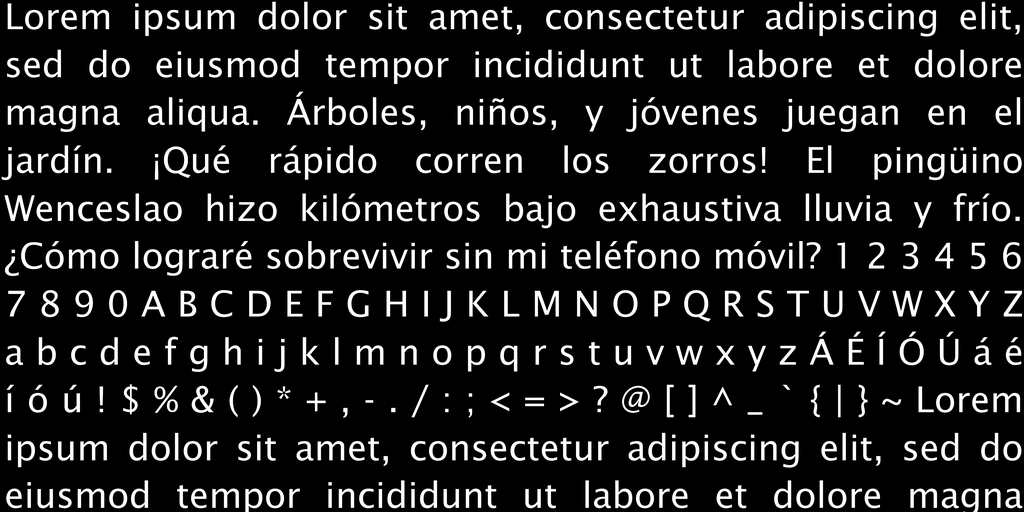 Lorem ipsum dolor sit amet, consectetur adipiscing elit,
sed do eiusmod tempor incididunt ut labore et dolore
magna aliqua. Árboles, niños, y jóvenes juegan en el
jardín. ¡Qué rápido corren los zorros! El pingüino
Wenceslao hizo kilómetros bajo exhaustiva lluvia y frío.
¿Cómo lograré sobrevivir sin mi teléfono móvil? 1 2 3 4 5 6
7 8 9 0 A B C D E F G H I J K L M N O P Q R S T U V W X Y Z
a b c d e f g h i j k l m n o p q r s t u v w x y z Á É Í Ó Ú á é
í ó ú ! $ % & ( ) * + , - . / : ; < = > ? @ [ ] ^ _ ` { | } ~ Lorem
ipsum dolor sit amet, consectetur adipiscing elit, sed do
eiusmod tempor incididunt ut labore et dolore magna